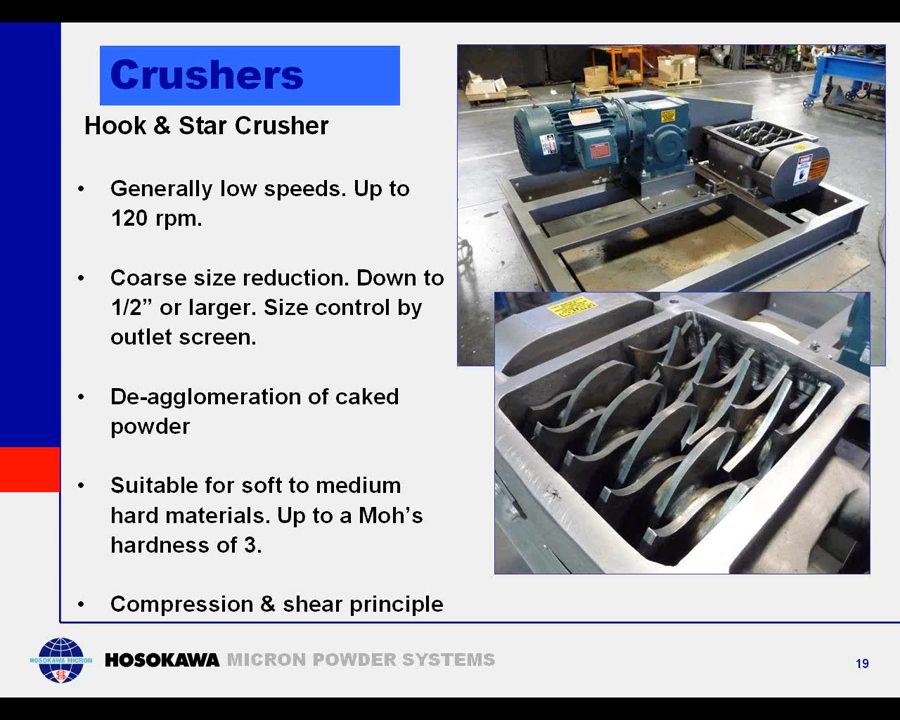 Crushers
Hook & Star Crusher
• Generally low speeds. Up to
120 rpm.
• Coarse size reduction. Down to
1/2” or larger. Size control by
outlet screen.
• De-agglomeration of caked
powder
• Suitable for soft to medium
hard materials. Up to a Moh’s
hardness of 3.
• Compression & shear principle
HOSOKAWA MICRON
HOSOKAWA MICRON POWDER SYSTEMS
19